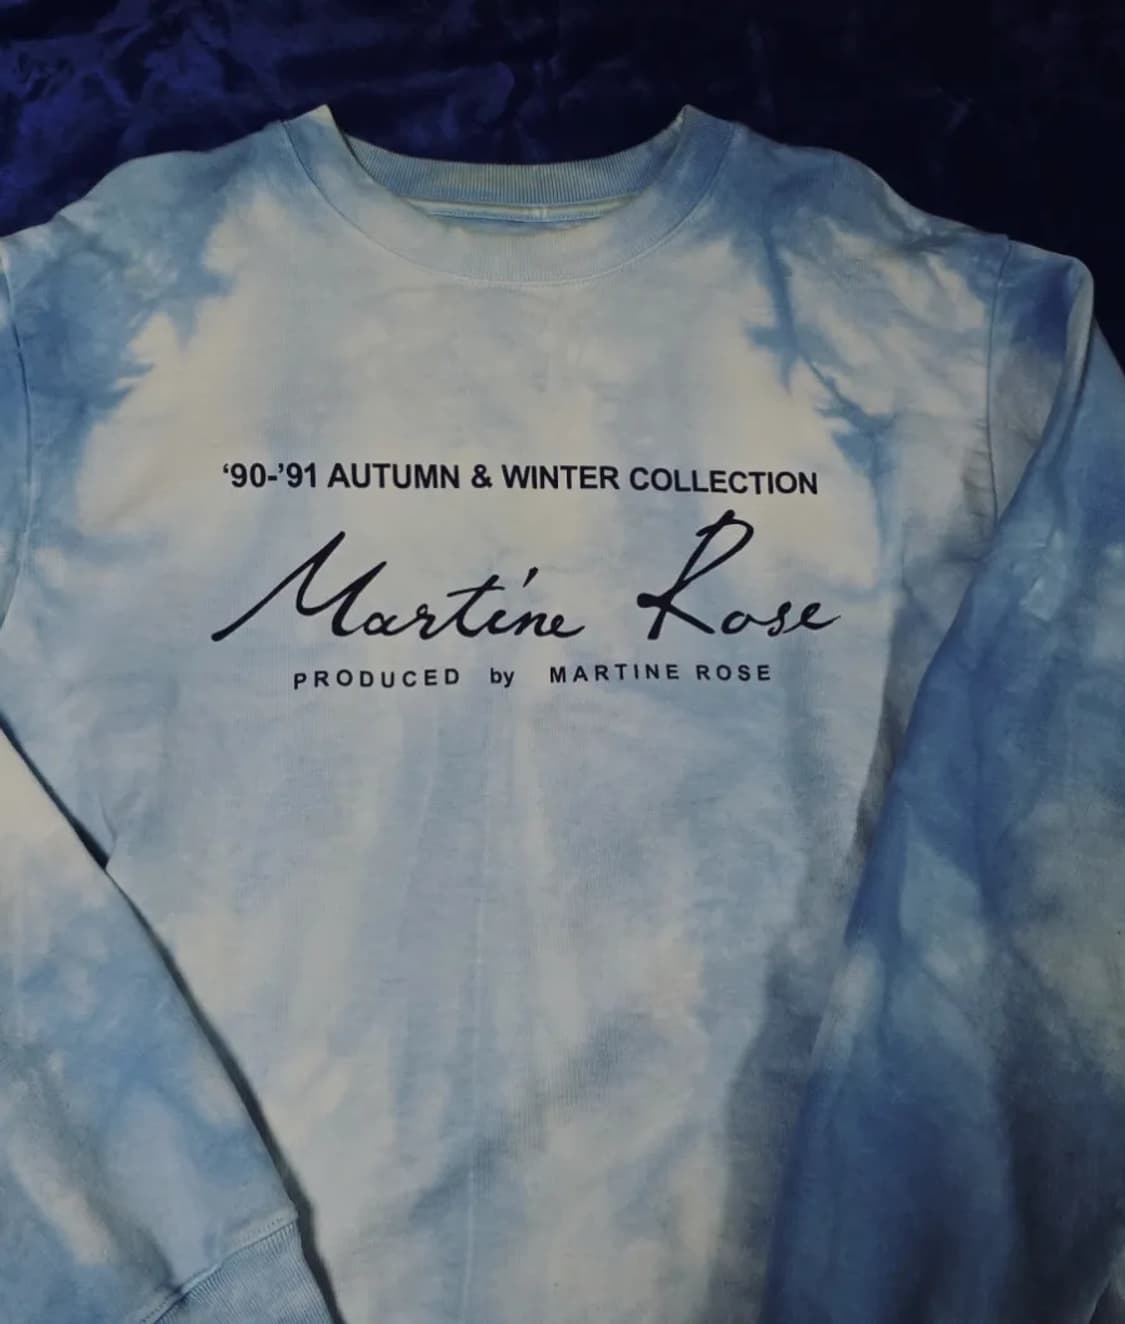 ‘90-’91 AUTUMN & WINTER COLLECTION
Martine Rose
PRODUCED by MARTINE ROSE